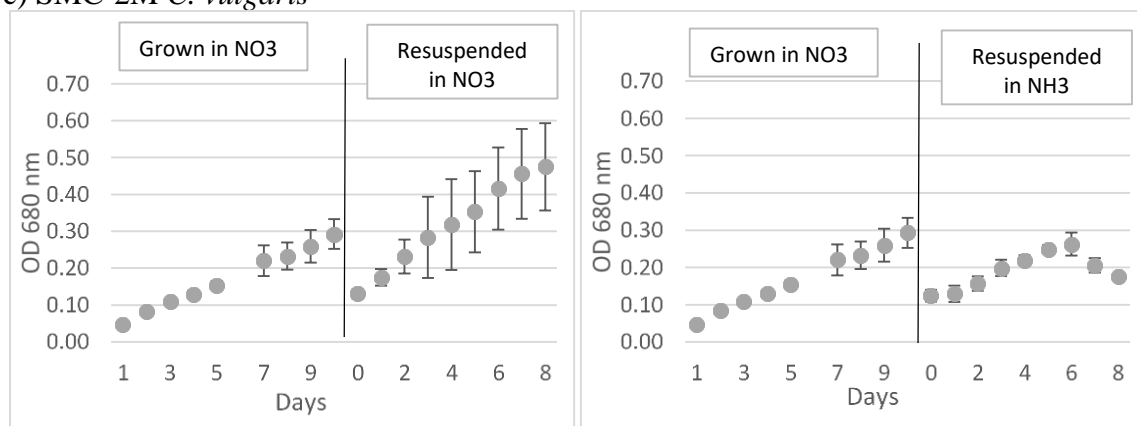 c) SMC-2M C. vulgaris
Grown in NO3
Resuspended
in NO3
0.70
0.60
0.50
0.40
0.30
0.20
0.10
0.00
OD 680 nm
1 3 5 7 9 0 2 4 6 8
Days
Grown in NO3
Resuspended
in NH3
0.70
0.60
0.50
0.40
0.30
0.20
0.10
0.00
OD 680 nm
1 3 5 7 9 0 2 4 6 8
Days